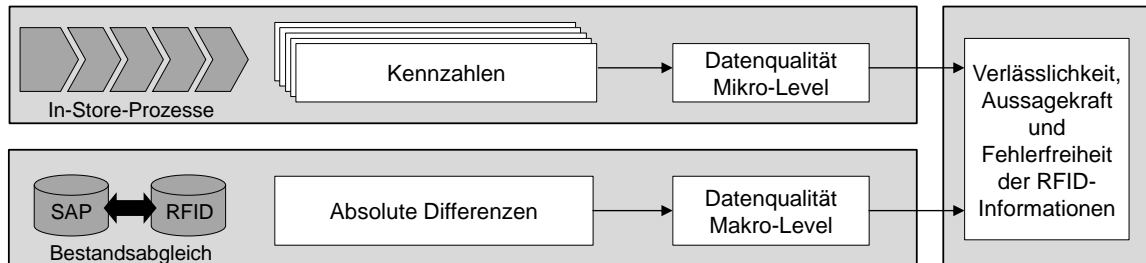 In-Store-Prozesse
Kennzahlen
Datenqualität
Mikro-Level
SAP
RFID
Bestandsabgleich
Absolute Differenzen
Datenqualität
Makro-Level
Verlässlichkeit,
Aussagekraft
und
Fehlerfreiheit
der RFID-
Informationen